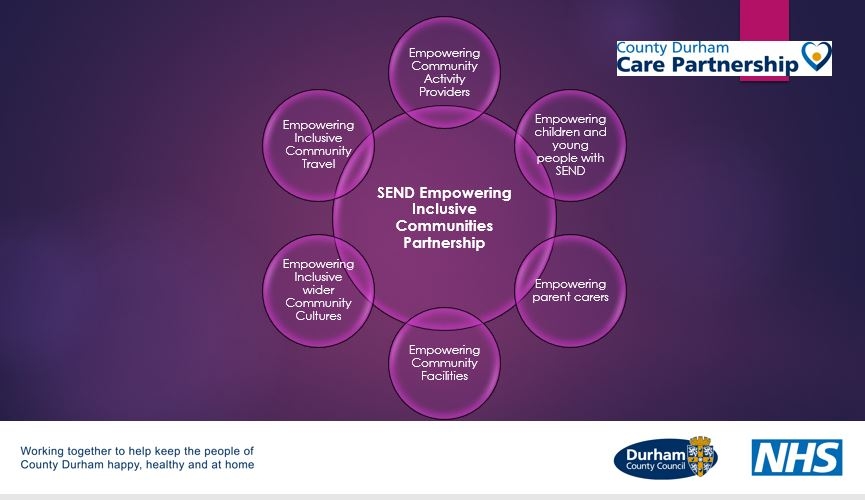 County Durham
Care Partnership
Empowering
Community
Activity
Providers
Empowering
children and
young
people with
SEND
Empowering
parent carers
Empowering
Community
Facilities
Empowering
Inclusive
wider
Community
Cultures
Empowering
Inclusive
Community
Travel
SEND Empowering
Inclusive
Communities
Partnership
Working together to help keep the people of
County Durham happy, healthy and at home
Durham
County Council
NHS